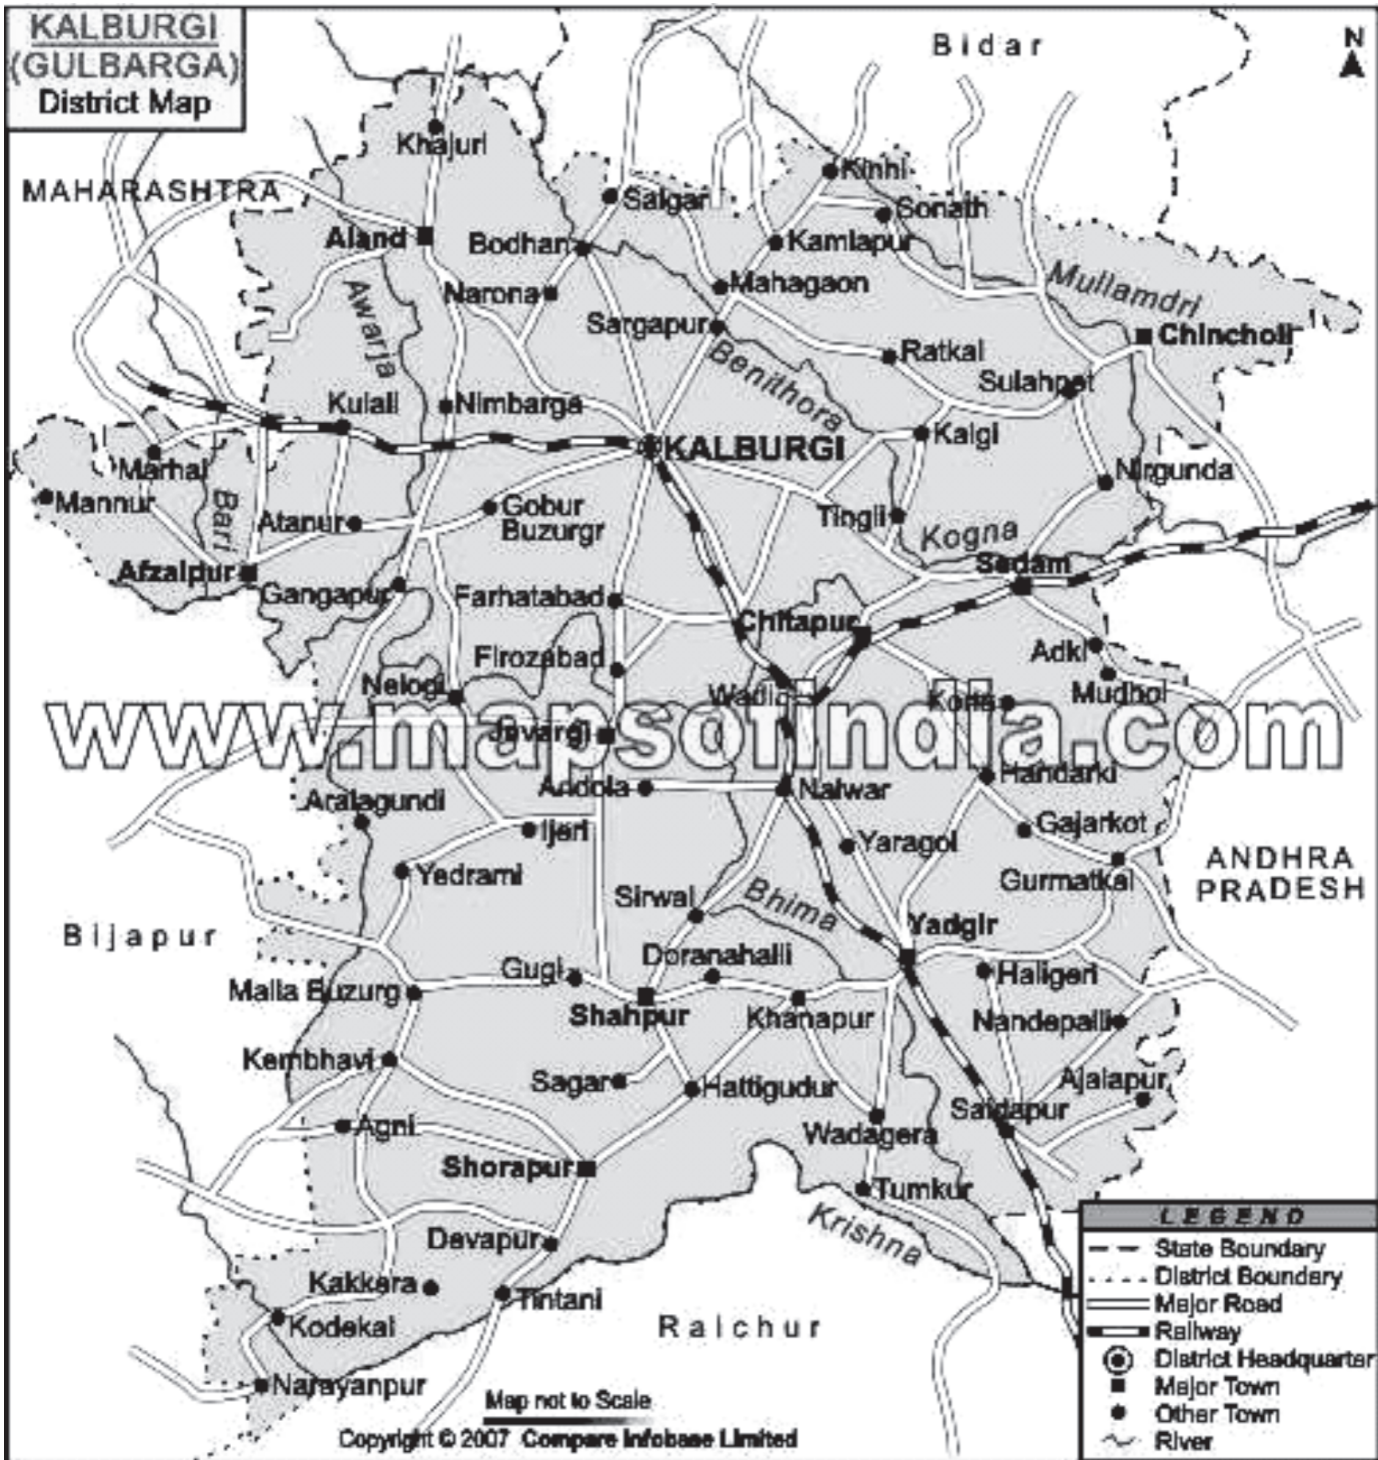 KALBURGI
(GULBARGA)
District Map
Bidar
N
Khajuri
Kinhi
MAHARASHTRA
Salgar
Sonath
Aland
Bodhan
Kamlapur
Mullamdri
Narona
Mahagaon
Awarja
Sargapur
Chincholi
Benithora
Ratkal
Sulahpet
Kulali
Nimbarga
KALBURGI
Kalgi
Marhal
Nirgunda
Mannur
Bari
Gobur
Buzurgr
Atanur
Tingli
Kogna
Afzalpur
Sedam
Gangapur
Farhatabad
Chitapur
Firozabad
Adki
Nelogi
Wadi
Kona
Mudhol
www.mapsofindia.com
Jevargi
Handarki
Andola
Nalwar
Aralagundi
Ijeri
Gajarkot
Yaragol
Yedrami
Gurmatkal
ANDHRA
PRADESH
Sirwal
Bhima
Yadgir
Bijapur
Doranahalli
Gugi
Haligeri
Malla Buzurg
Shahpur
Khanapur
Nandepalli
Kembhavi
Sagar
Hattigudur
Ajalapur
Saidapur
Agni
Wadagera
Shorapur
Tumkur
Krishna
Devapur
Kakkera
Tintani
Kodekal
Raichur
Narayanpur
LEGEND
State Boundary
District Boundary
Major Road
Railway
District Headquarter
Major Town
Other Town
River
Map not to Scale
Copyright © 2007 Compare Infobase Limited